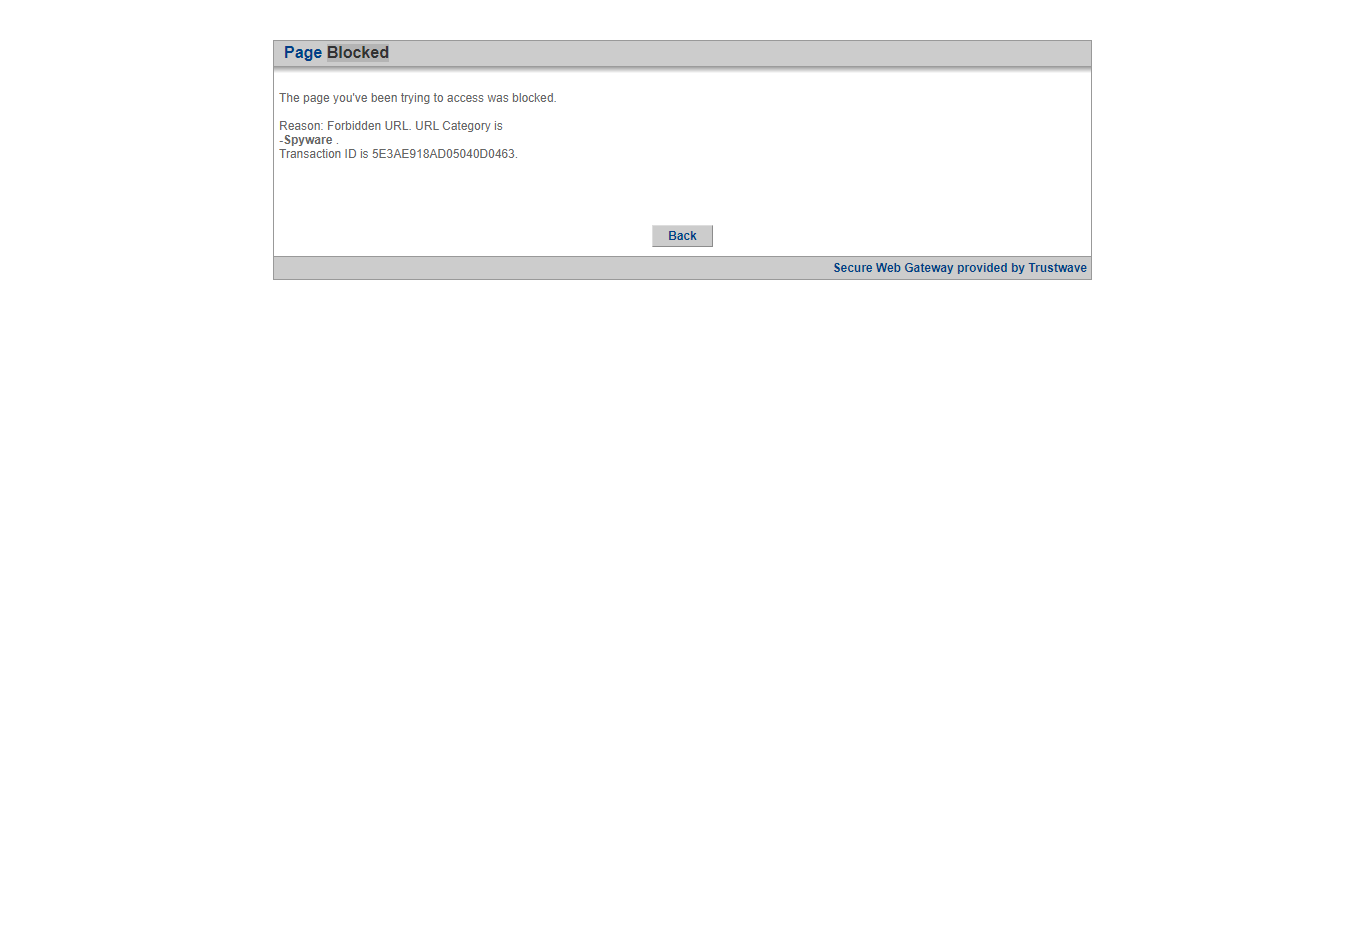 Page Blocked
The page you've been trying to access was blocked.
Reason: Forbidden URL. URL Category is
-Spyware .
Transaction ID is 5E3AE918AD05040D0463.
Back
Secure Web Gateway provided by Trustwave